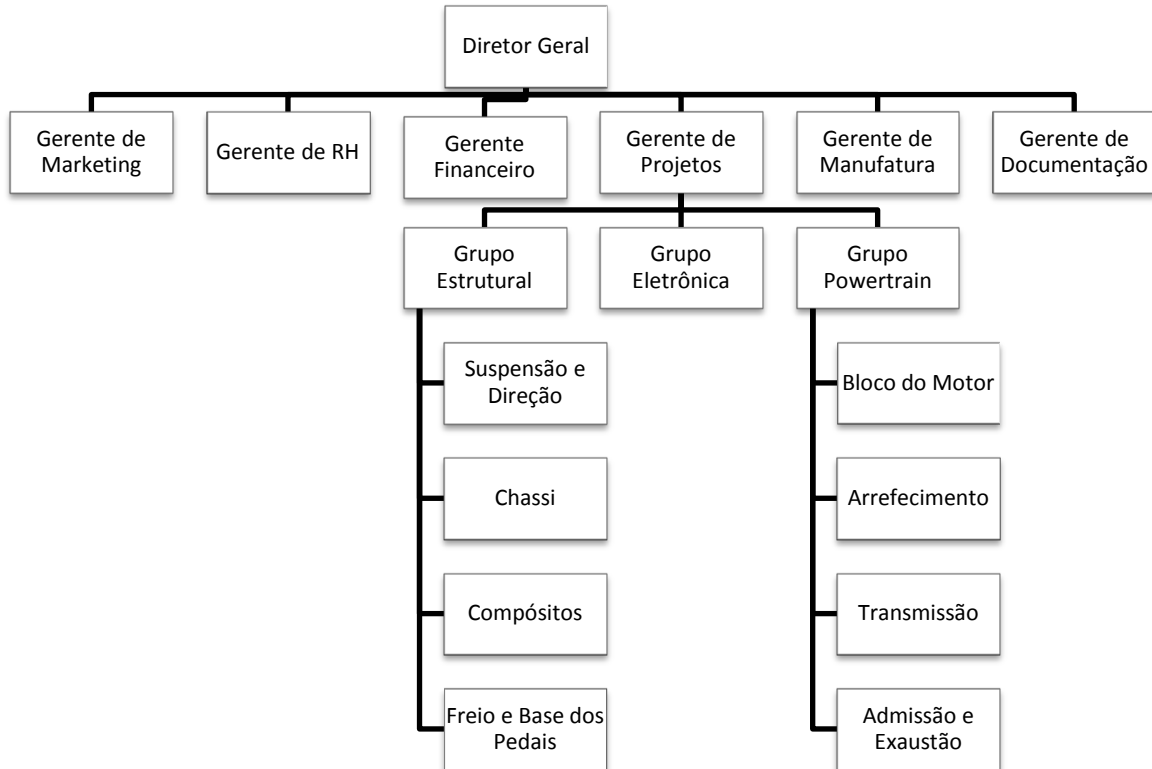 Diretor Geral
Gerente de
Marketing
Gerente de RH
Gerente
Financeiro
Gerente de
Projetos
Gerente de
Manufatura
Gerente de
Documentação
Grupo
Estrutural
Grupo
Eletrônica
Grupo
Powertrain
Suspensão e
Direção
Chassi
Compósitos
Freio e Base dos
Pedais
Bloco do Motor
Arrefecimento
Transmissão
Admissão e
Exaustão